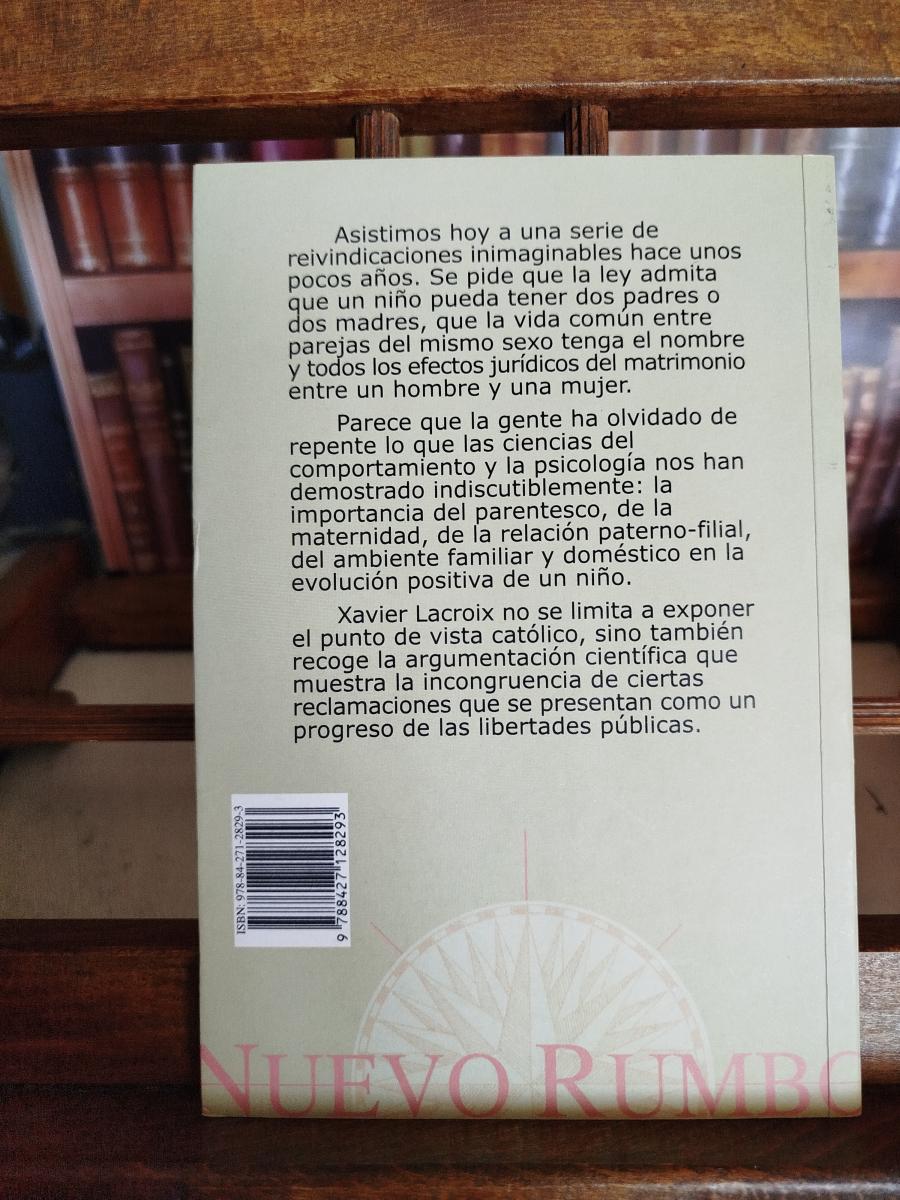 Asistimos hoy a una serie de
reivindicaciones inimaginables hace unos
pocos años. Se pide que la ley admita
que un niño pueda tener dos padres o
dos madres, que la vida común entre
parejas del mismo sexo tenga el nombre
y todos los efectos jurídicos del matrimonio
entre un hombre y una mujer.
Parece que la gente ha olvidado de
repente lo que las ciencias del
comportamiento y la psicología nos han
demostrado indiscutiblemente: la
importancia del parentesco, de la
maternidad, de la relación paterno-filial,
del ambiente familiar y doméstico en la
evolución positiva de un niño.
Xavier Lacroix no se limita a exponer
el punto de vista católico, sino también
recoge la argumentación científica que
muestra la incongruencia de ciertas
reclamaciones que se presentan como un
progreso de las libertades públicas.
ISBN: 978-84-271-2829-3
9 788427 128293
NUEVO RUMBO